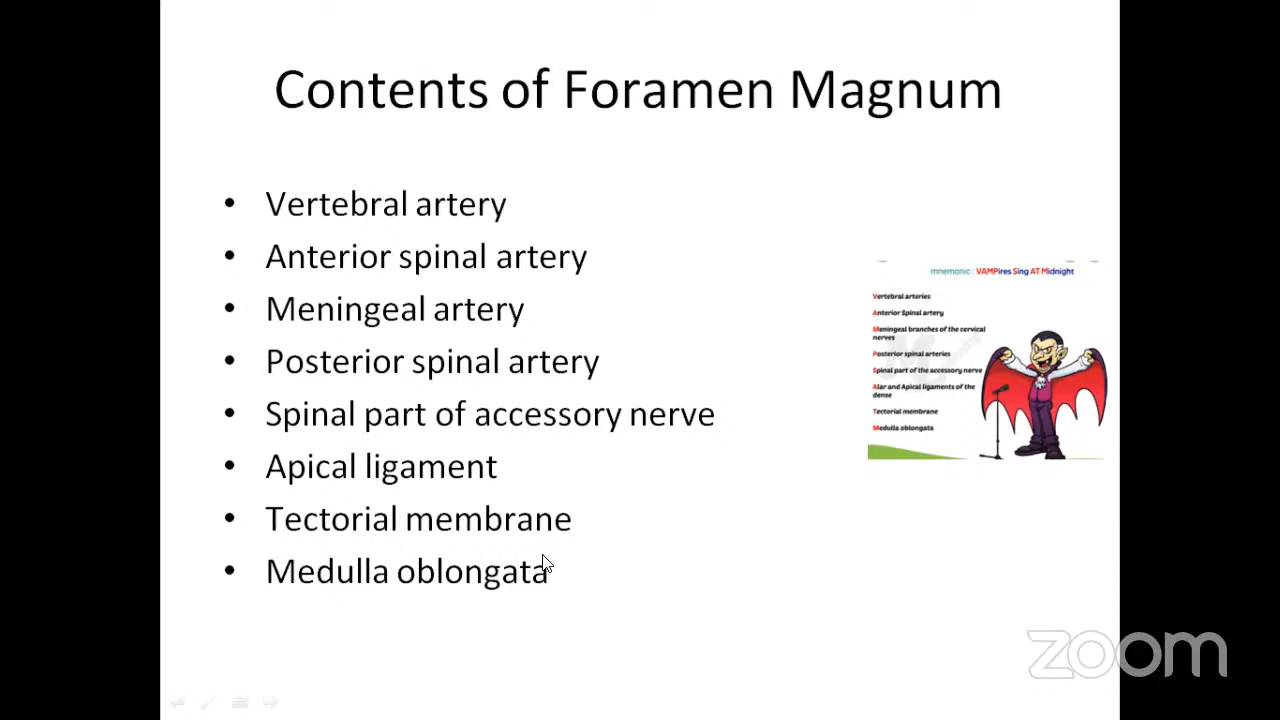 Contents of Foramen Magnum
• Vertebral artery
• Anterior spinal artery
• Meningeal artery
• Posterior spinal artery
• Spinal part of accessory nerve
• Apical ligament
• Tectorial membrane
• Medulla oblongata
mnemonic : VAMPires Sing AT Midnight
Vertebral arteries
Anterior Spinal artery
Meningeal branches of the cervical
nerves
Posterior spinal arteries
Spinal part of the accessory nerve
Alar and Apical ligaments of the
dense
Tectorial membrane
Medulla oblongata
zoom